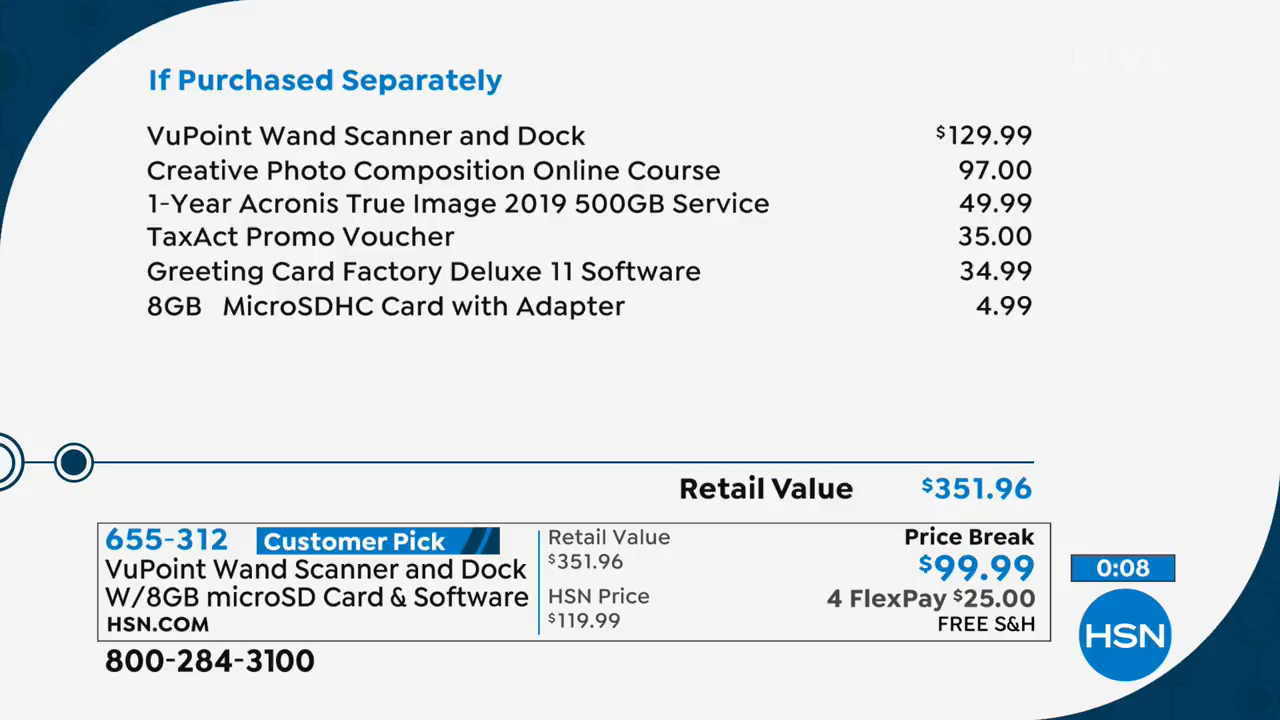 LIVE
If Purchased Separately
VuPoint Wand Scanner and Dock $129.99
Creative Photo Composition Online Course 97.00
1-Year Acronis True Image 2019 500GB Service 49.99
TaxAct Promo Voucher 35.00
Greeting Card Factory Deluxe 11 Software 34.99
8GB MicroSDHC Card with Adapter 4.99
Retail Value $351.96
655-312 Customer Pick
VuPoint Wand Scanner and Dock
W/8GB microSD Card & Software
HSN.COM
Retail Value
$351.96
HSN Price
$119.99
Price Break
$99.99
4 FlexPay $25.00
FREE S&H
0:08
HSN
800-284-3100